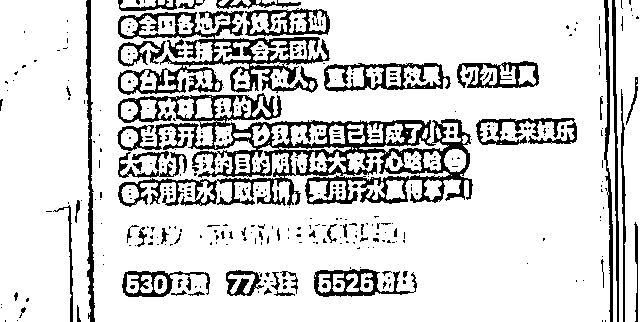 @全国各地户外娱乐搭讪
@个人主播无工会无团队
@台上作戏，台下做人，直播节目效果，切勿当真
@喜欢尊重我的人！
@当我开播那一秒我就把自己当成了小丑，我是来娱乐
大家的！我的目的期待给大家开心哈哈
@不用泪水博取同情，要用汗水赢得掌声！
530获赞 77关注 5525粉丝